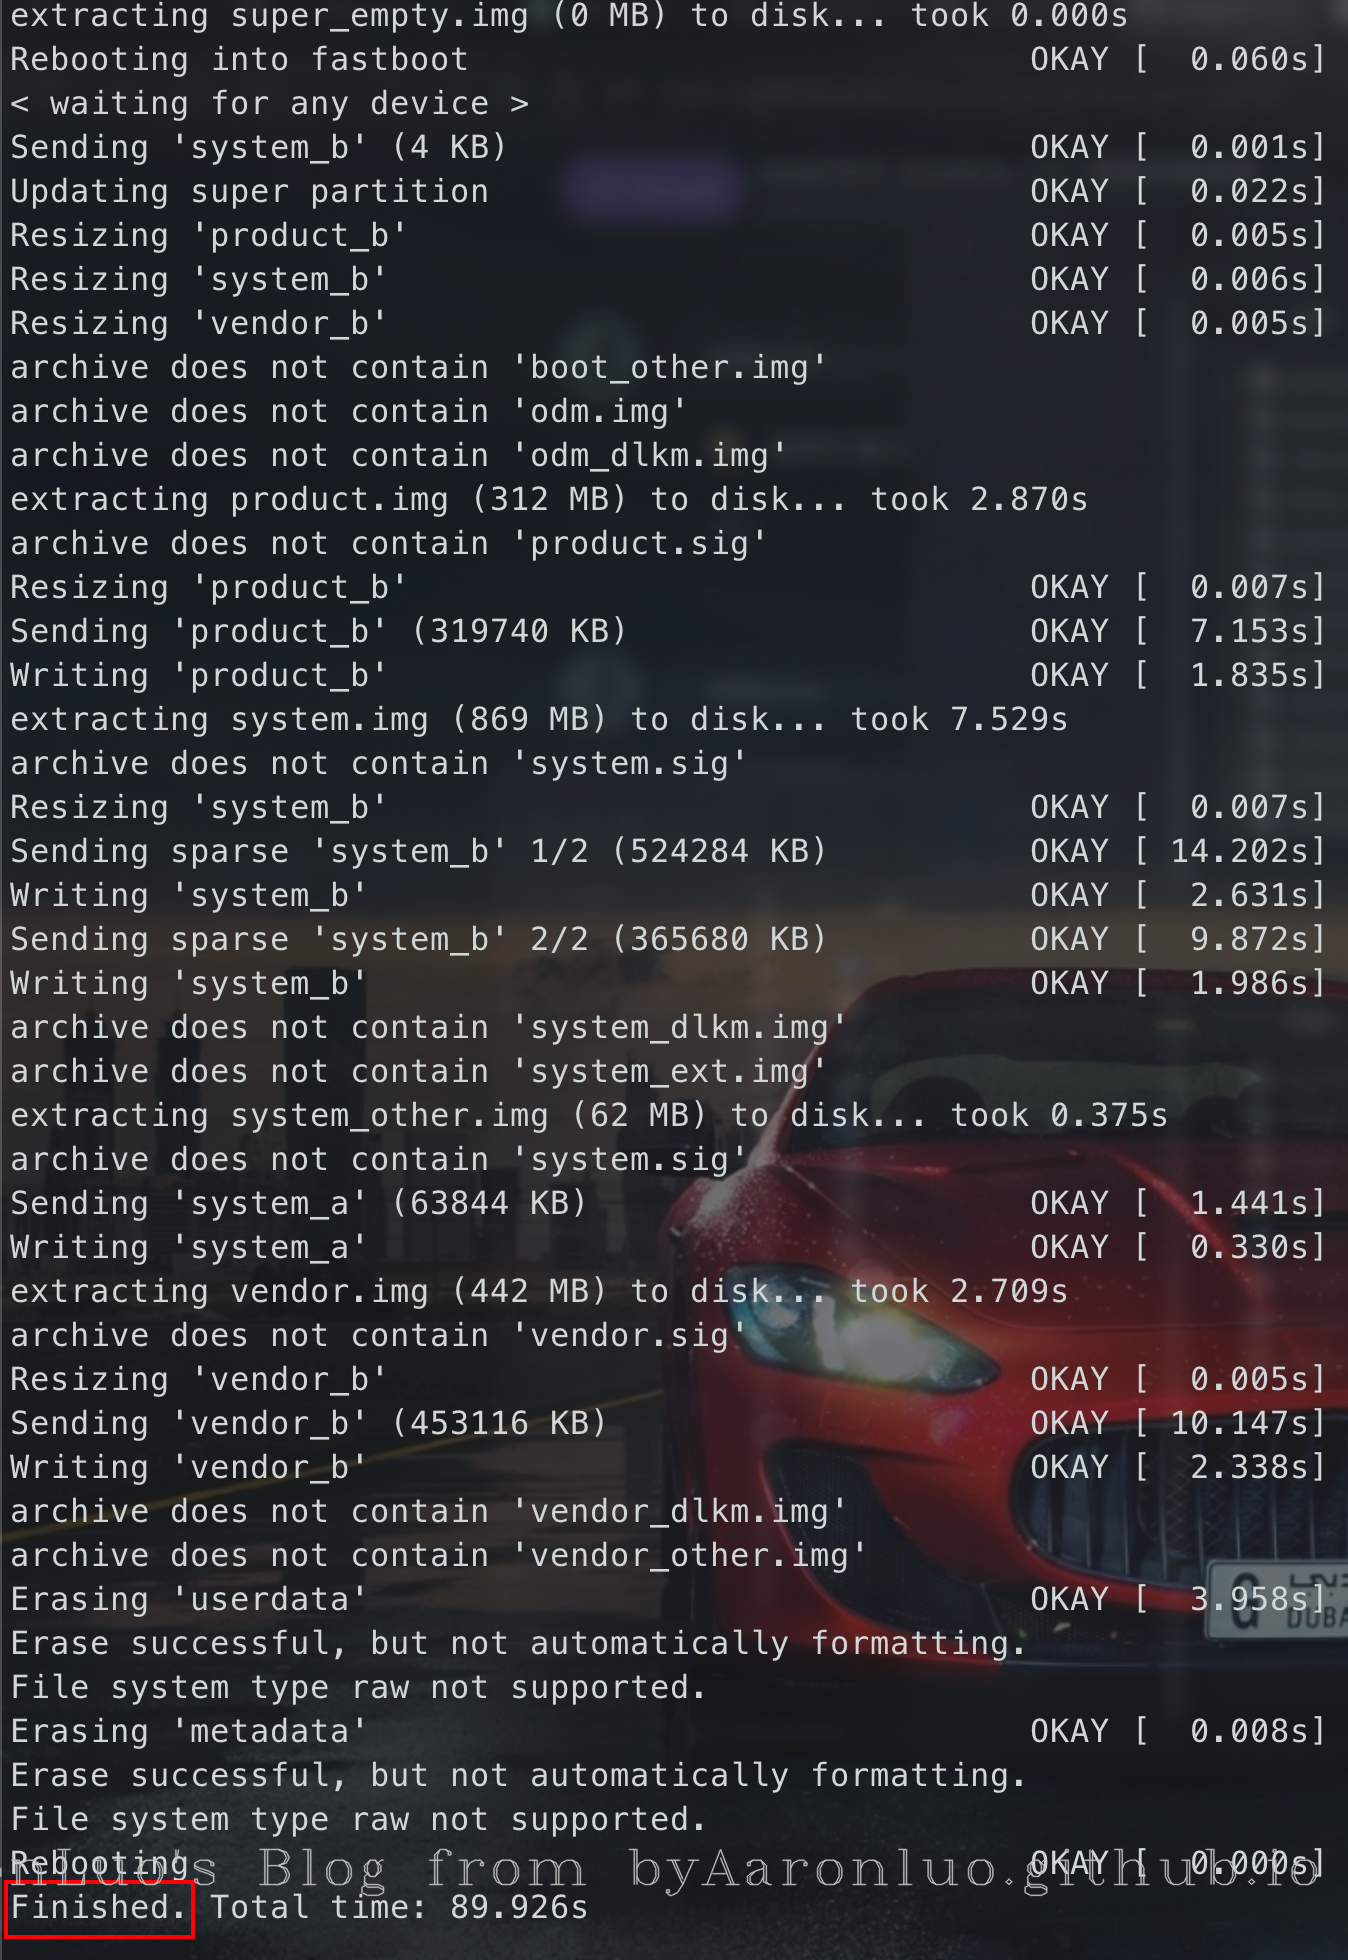 extracting super_empty.img (0 MB) to disk... took 0.000s
Rebooting into fastboot                            OKAY [  0.060s]
< waiting for any device >
Sending 'system_b' (4 KB)                          OKAY [  0.001s]
Updating super partition                           OKAY [  0.022s]
Resizing 'product_b'                               OKAY [  0.005s]
Resizing 'system_b'                                OKAY [  0.006s]
Resizing 'vendor_b'                                OKAY [  0.005s]
archive does not contain 'boot_other.img'
archive does not contain 'odm.img'
archive does not contain 'odm_dlkm.img'
extracting product.img (312 MB) to disk... took 2.870s
archive does not contain 'product.sig'
Resizing 'product_b'                               OKAY [  0.007s]
Sending 'product_b' (319740 KB)                    OKAY [  7.153s]
Writing 'product_b'                                OKAY [  1.835s]
extracting system.img (869 MB) to disk... took 7.529s
archive does not contain 'system.sig'
Resizing 'system_b'                                OKAY [  0.007s]
Sending sparse 'system_b' 1/2 (524284 KB)          OKAY [ 14.202s]
Writing 'system_b'                                 OKAY [  2.631s]
Sending sparse 'system_b' 2/2 (365680 KB)          OKAY [  9.872s]
Writing 'system_b'                                 OKAY [  1.986s]
archive does not contain 'system_dlkm.img'
archive does not contain 'system_ext.img'
extracting system_other.img (62 MB) to disk... took 0.375s
archive does not contain 'system.sig'
Sending 'system_a' (63844 KB)                      OKAY [  1.441s]
Writing 'system_a'                                 OKAY [  0.330s]
extracting vendor.img (442 MB) to disk... took 2.709s
archive does not contain 'vendor.sig'
Resizing 'vendor_b'                                OKAY [  0.005s]
Sending 'vendor_b' (453116 KB)                     OKAY [ 10.147s]
Writing 'vendor_b'                                 OKAY [  2.338s]
archive does not contain 'vendor_dlkm.img'
archive does not contain 'vendor_other.img'
Erasing 'userdata'                                 OKAY [  3.958s]
Erase successful, but not automatically formatting.
File system type raw not supported.
Erasing 'metadata'                                 OKAY [  0.008s]
Erase successful, but not automatically formatting.
File system type raw not supported.
Rebooting                                          OKAY [  0.000s]
nLuo's Blog from byAaronluo.github.io
Finished. Total time: 89.926s